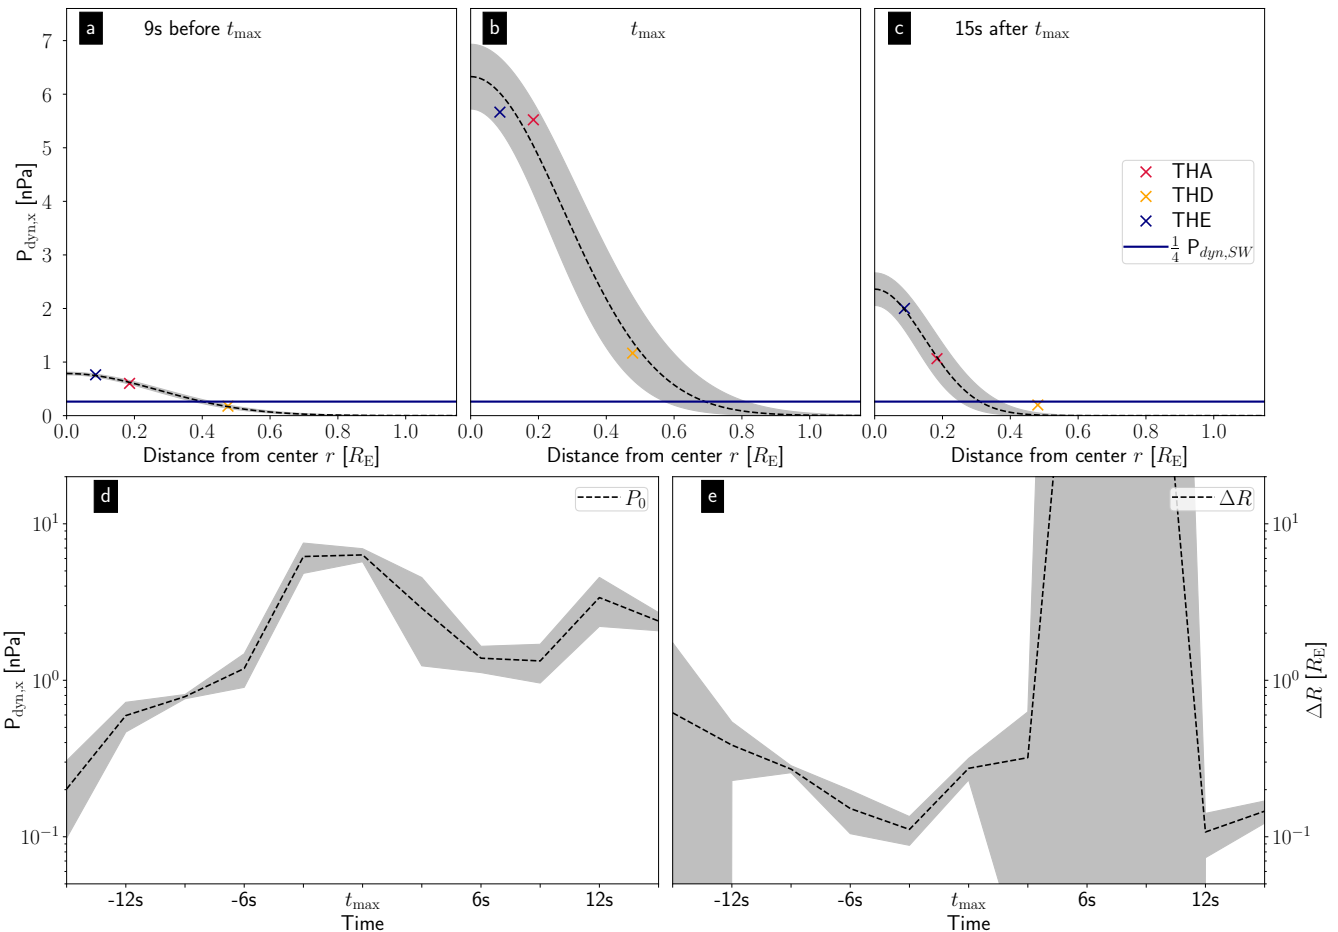 a
9s before t_max
b
t_max
c
15s after t_max
7
6
5
4
3
2
1
0
P_dyn,x [nPa]
THA
THD
THE
1/4 P_dyn,SW
0.0 0.2 0.4 0.6 0.8 1.0
0.0 0.2 0.4 0.6 0.8 1.0
0.0 0.2 0.4 0.6 0.8 1.0
Distance from center r [R_E]
Distance from center r [R_E]
Distance from center r [R_E]
d
P_0
10^1
10^0
10^−1
P_dyn,x [nPa]
-12s -6s t_max 6s 12s
Time
e
ΔR
10^1
10^0
10^−1
ΔR [R_E]
-12s -6s t_max 6s 12s
Time